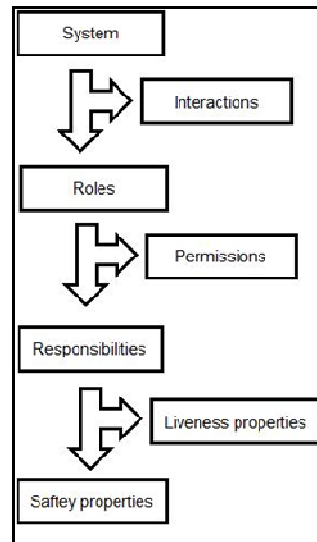 System
Interactions
Roles
Permissions
Responsibilties
Liveness properties
Saftey properties